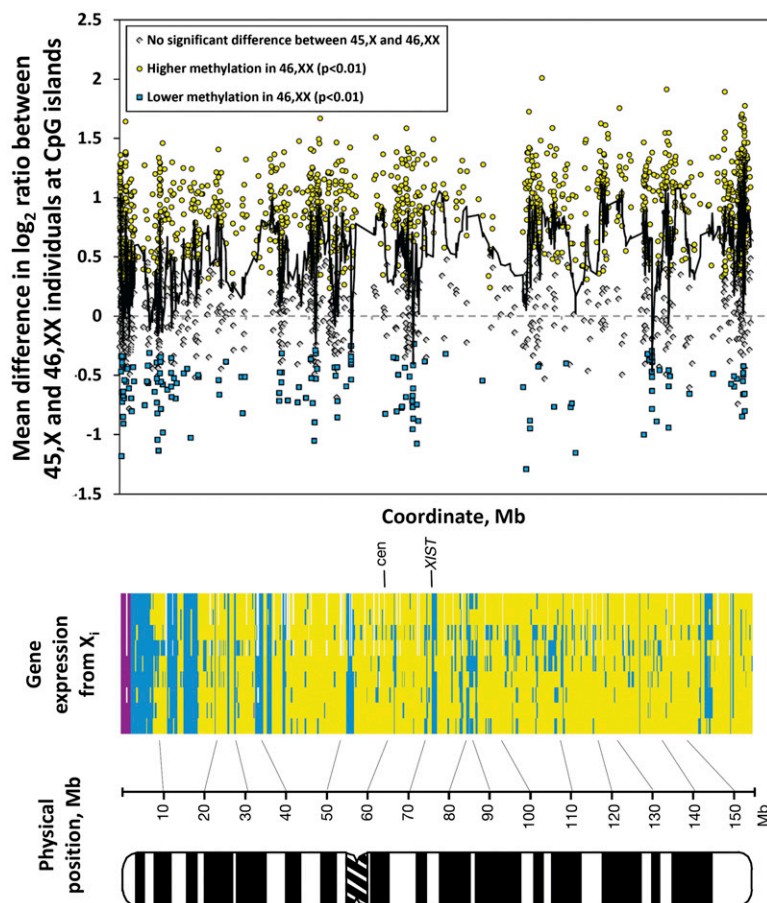 Mean difference in log2 ratio between
45,X and 46,XX individuals at CpG islands
2.5
2
1.5
1
0.5
0
-0.5
-1
-1.5
No significant difference between 45,X and 46,XX
Higher methylation in 46,XX (p<0.01)
Lower methylation in 46,XX (p<0.01)
Coordinate, Mb
cen
XIST
Gene
expression
from Xi
Physical
position, Mb
10 20 30 40 50 60 70 80 90 100 110 120 130 140 150 Mb